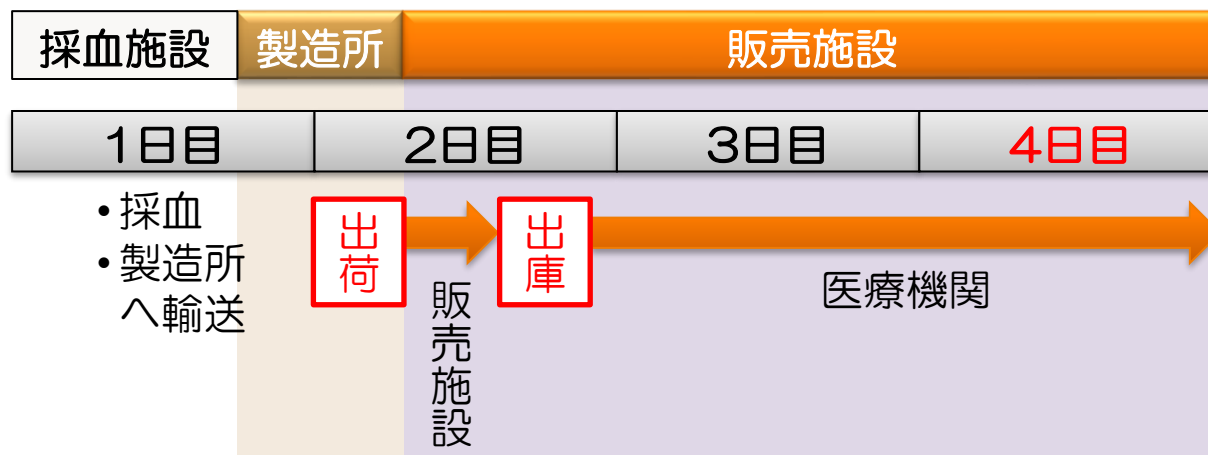 採血施設
製造所
販売施設
1日目
2日目
3日目
4日目
•採血
•製造所
へ輸送
出荷
出庫
販売施設
医療機関